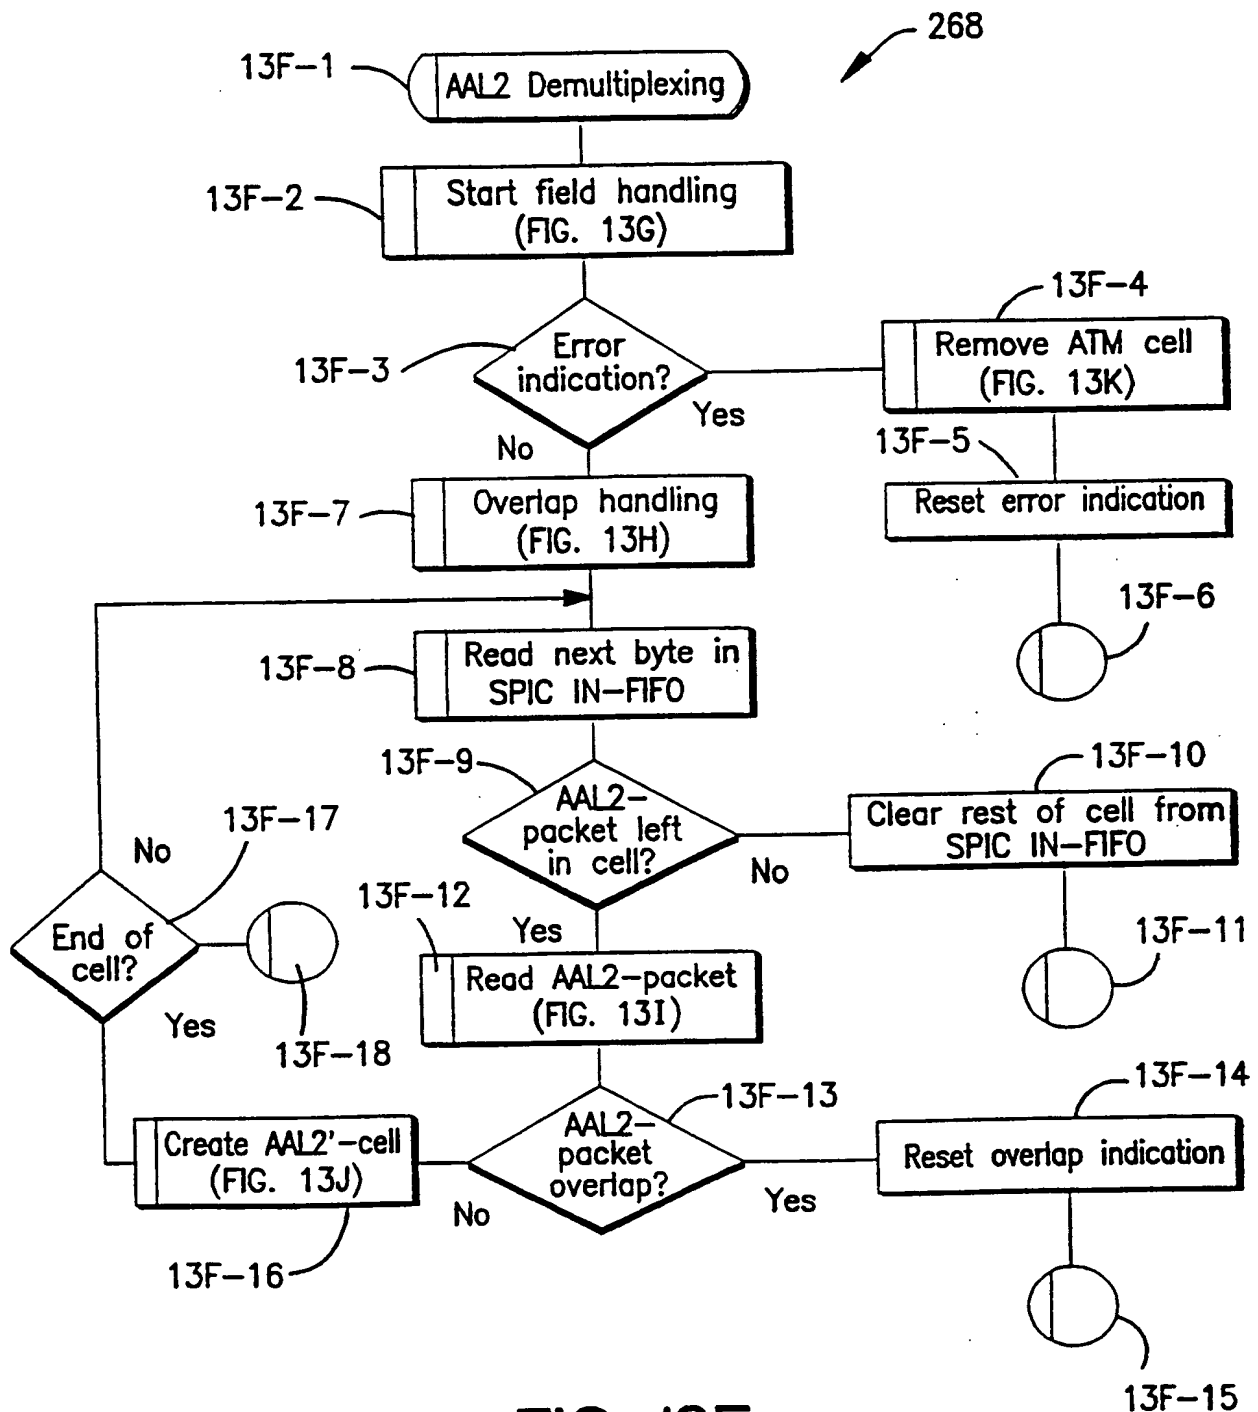 268
13F-1
AAL2 Demultiplexing
13F-2
Start field handling
(FIG. 13G)
13F-3
Error
indication?
Yes
No
13F-4
Remove ATM cell
(FIG. 13K)
13F-5
Reset error indication
13F-6
13F-7
Overlap handling
(FIG. 13H)
13F-8
Read next byte in
SPIC IN-FIFO
13F-9
AAL2-
packet left
in cell?
No
Yes
13F-10
Clear rest of cell from
SPIC IN-FIFO
13F-11
13F-12
Read AAL2-packet
(FIG. 13I)
13F-13
AAL2-
packet
overlap?
Yes
No
13F-14
Reset overlap indication
13F-15
Create AAL2'-cell
(FIG. 13J)
13F-16
13F-17
No
End of
cell?
Yes
13F-18